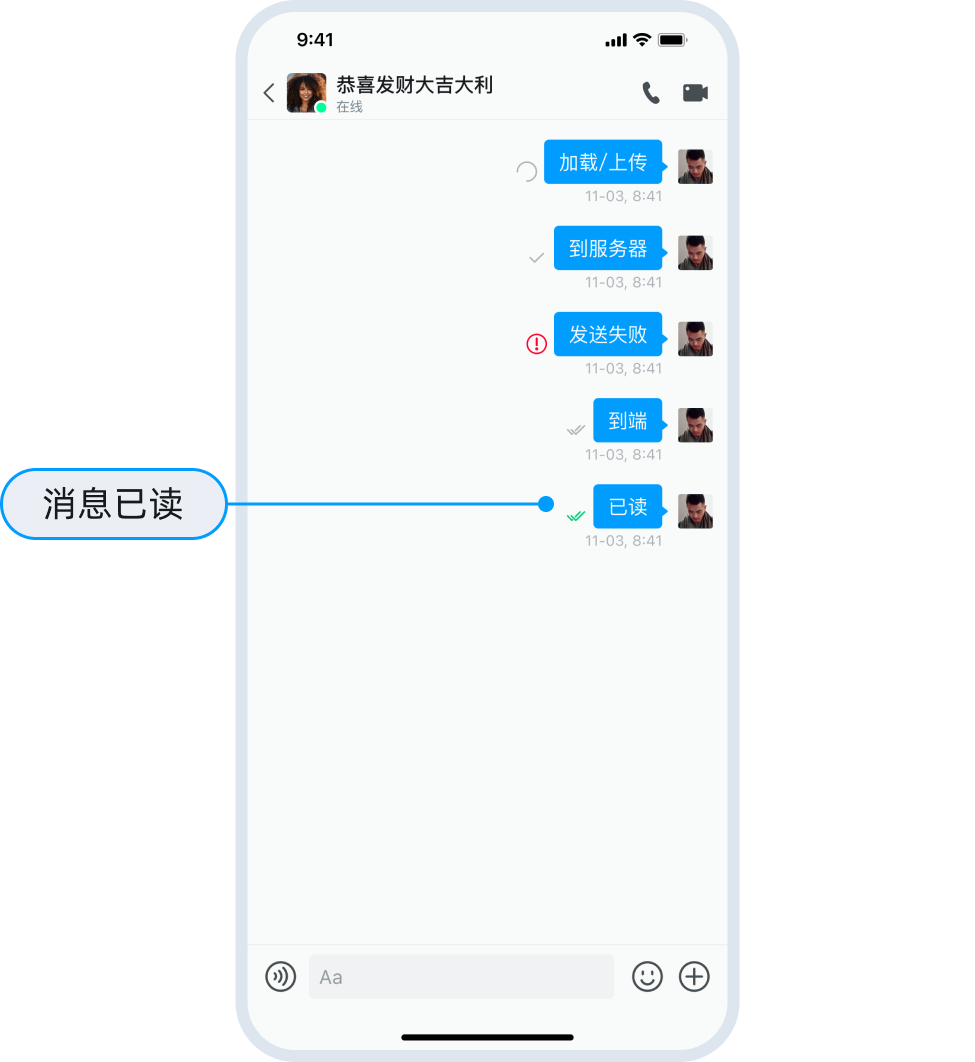 9:41
恭喜发财大吉大利
在线
加载/上传
11-03, 8:41
到服务器
11-03, 8:41
发送失败
11-03, 8:41
到端
11-03, 8:41
消息已读
已读
11-03, 8:41
Aa